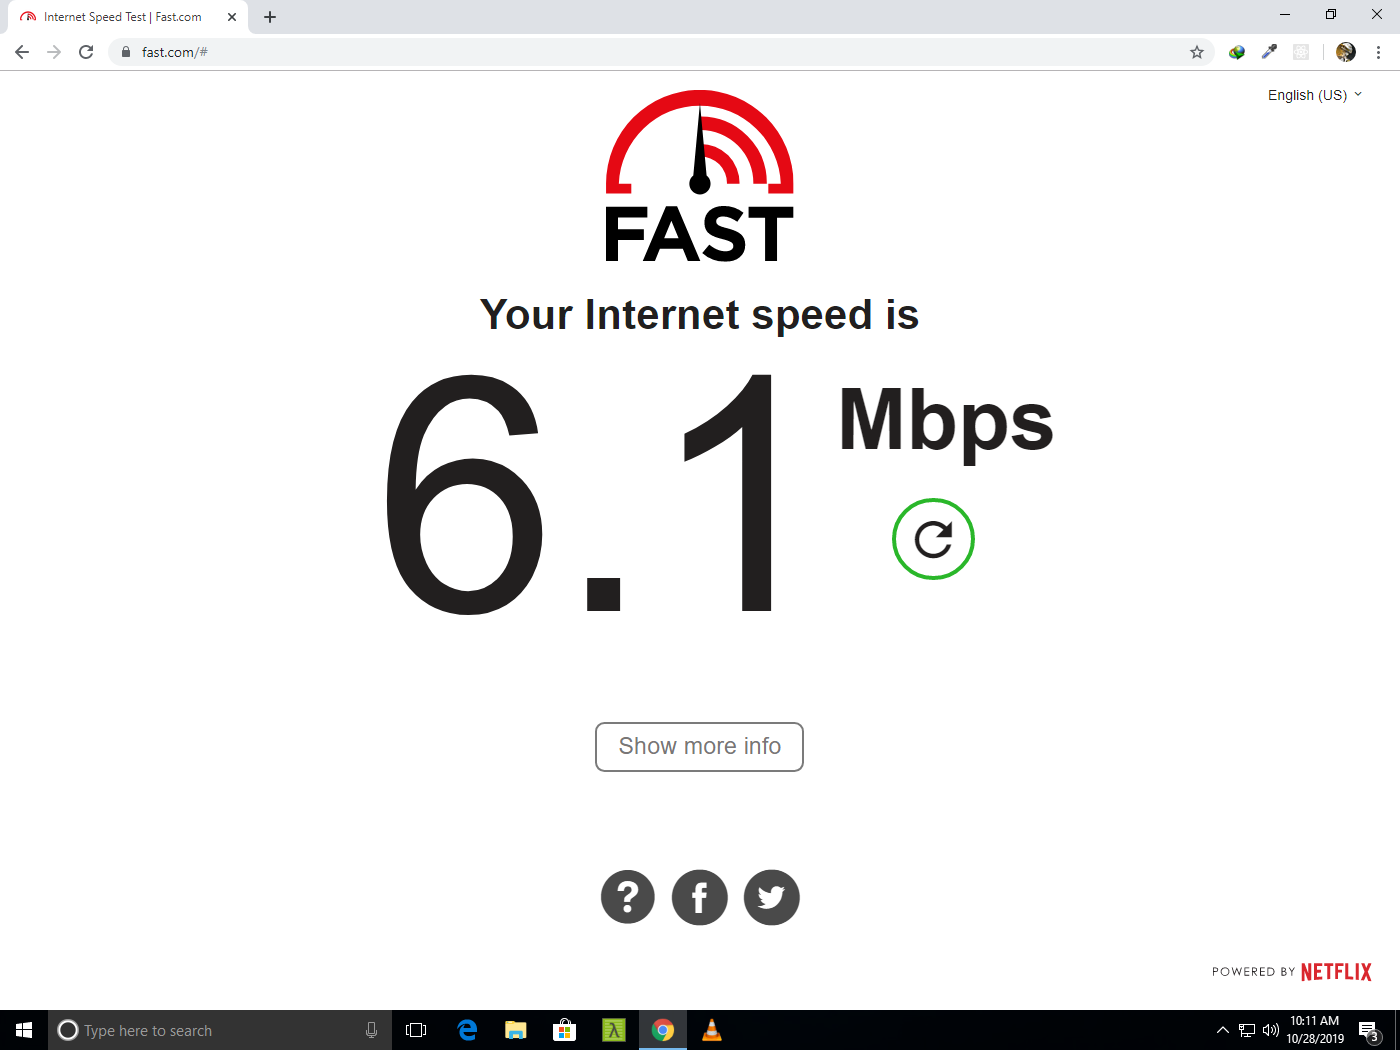 Internet Speed Test | Fast.com
fast.com/#
English (US)
FAST
Your Internet speed is
6.1 Mbps
Show more info
?
f
POWERED BY NETFLIX
Type here to search
λ
10:11 AM
10/28/2019
3